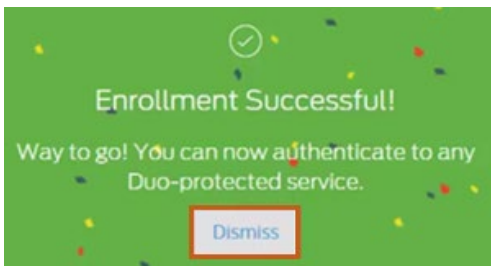 Enrollment Successful!
Way to go! You can now authenticate to any
Duo-protected service.
Dismiss